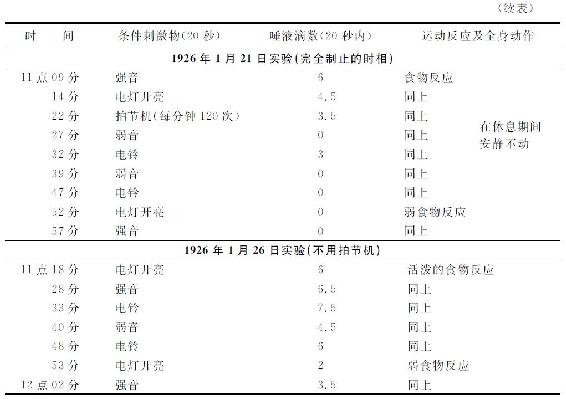 (续表)
时　间　条件刺激物(20秒)　唾液滴数(20秒内)　运动反应及全身动作
1926年1月21日实验(完全制止的时相)
11点09分　强音　6　食物反应
14分　电灯开亮　4.5　同上
22分　拍节机(每分钟120次)　3.5　同上
在休息期间
27分　弱音　0　同上
安静不动
32分　电铃　3　同上
39分　弱音　0　同上
47分　电铃　0　同上
52分　电灯开亮　0　弱食物反应
57分　强音　0　同上
1926年1月26日实验(不用拍节机)
11点18分　电灯开亮　6　活泼的食物反应
28分　强音　6.5　同上
33分　电铃　7.5　同上
40分　弱音　4.5　同上
48分　电铃　6　同上
53分　电灯开亮　2　弱食物反应
12点02分　强音　3.5　同上